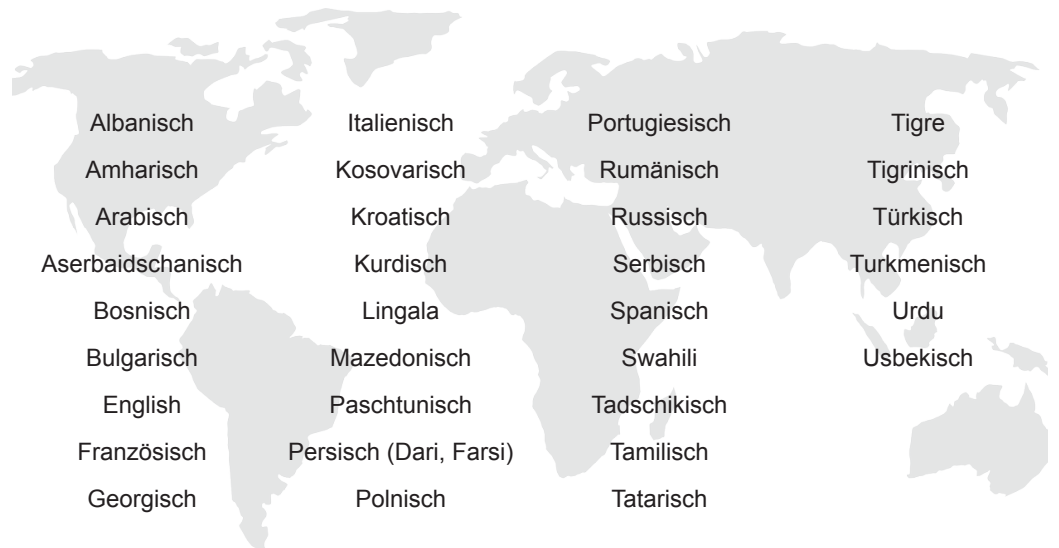 Albanisch
Amharisch
Arabisch
Aserbaidschanisch
Bosnisch
Bulgarisch
English
Französisch
Georgisch
Italienisch
Kosovarisch
Kroatisch
Kurdisch
Lingala
Mazedonisch
Paschtunisch
Persisch (Dari, Farsi)
Polnisch
Portugiesisch
Rumänisch
Russisch
Serbisch
Spanisch
Swahili
Tadschikisch
Tamilisch
Tatarisch
Tigre
Tigrinisch
Türkisch
Turkmenisch
Urdu
Usbekisch